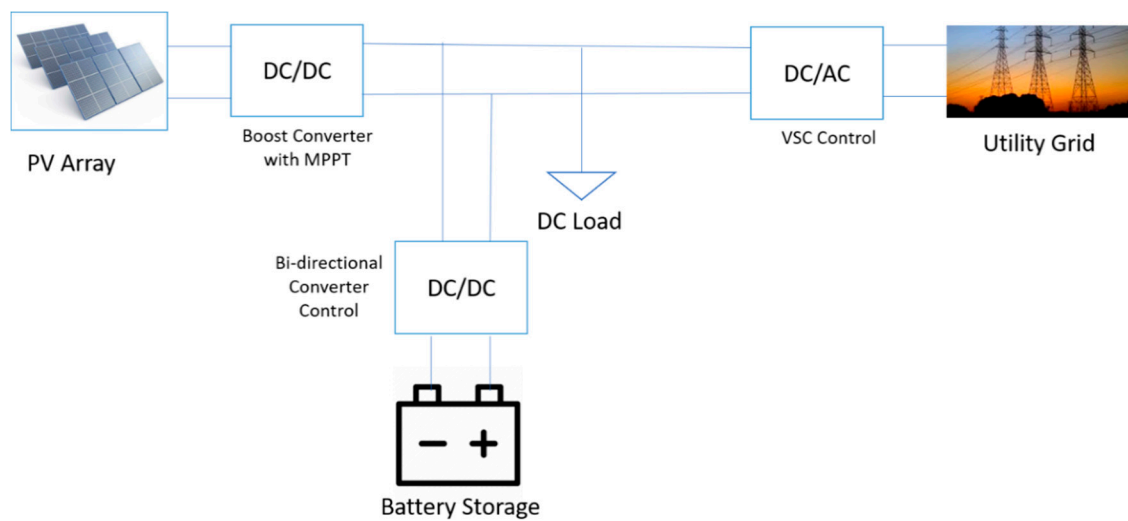 DC/DC
DC/AC
Boost Converter
with MPPT
VSC Control
PV Array
Utility Grid
DC Load
Bi-directional
Converter
Control
DC/DC
Battery Storage